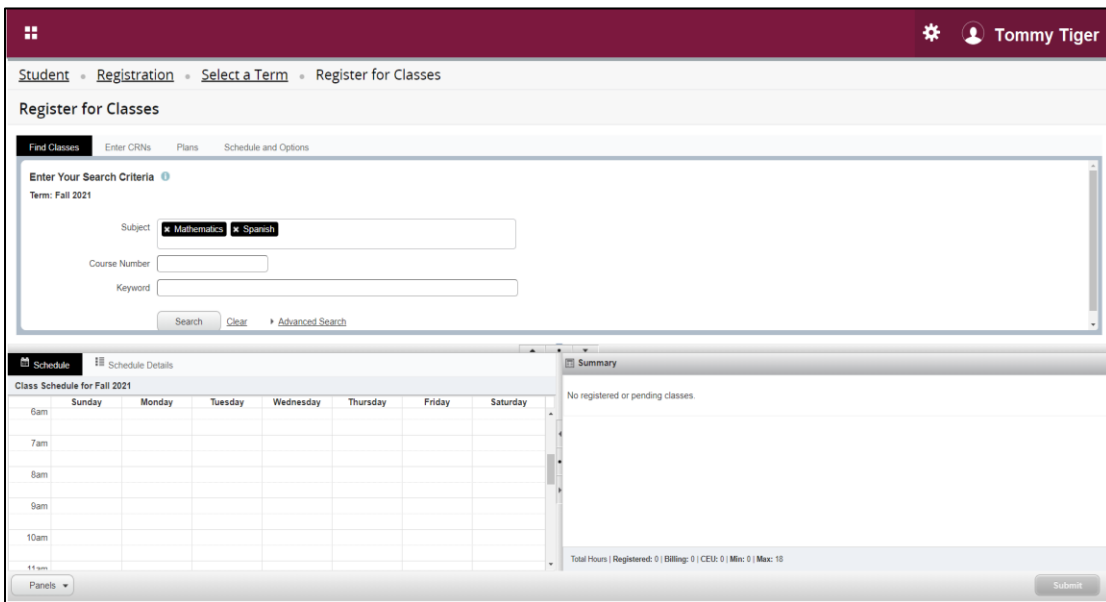 Tommy Tiger
Student • Registration • Select a Term • Register for Classes
Register for Classes
Find Classes Enter CRNs Plans Schedule and Options
Enter Your Search Criteria
Term: Fall 2021
Subject × Mathematics × Spanish
Course Number
Keyword
Search Clear Advanced Search
Schedule Schedule Details
Class Schedule for Fall 2021
Sunday Monday Tuesday Wednesday Thursday Friday Saturday
6am
7am
8am
9am
10am
11am
Summary
No registered or pending classes.
Total Hours | Registered: 0 | Billing: 0 | CEU: 0 | Min: 0 | Max: 18
Panels
Submit